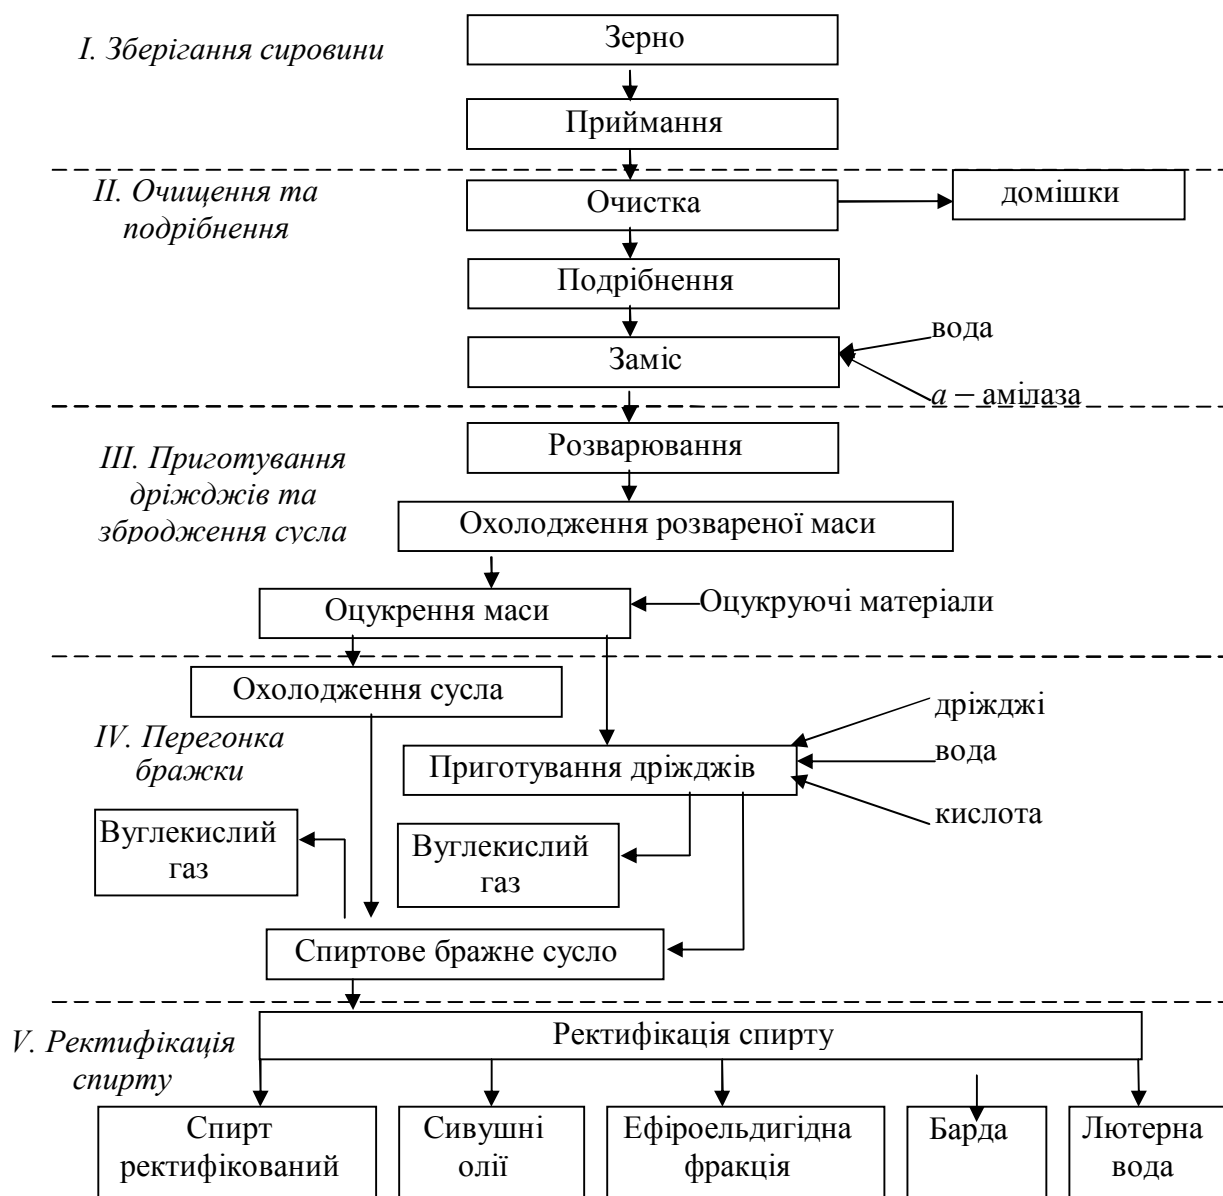 I. Зберігання сировини
Зерно
Приймання
II. Очищення та
подрібнення
Очистка
домішки
Подрібнення
Заміс
вода
а – амілаза
III. Приготування
дріжджів та
збродження сусла
Розварювання
Охолодження розвареної маси
Оцукрення маси
Оцукруючі матеріали
Охолодження сусла
IV. Перегонка
бражки
Приготування дріжджів
дріжджі
вода
кислота
Вуглекислий
газ
Вуглекислий
газ
Спиртове бражне сусло
V. Ректифікація
спирту
Ректифікація спирту
Спирт
ректифікований
Сивушні
олії
Ефіроельдигідна
фракція
Барда
Лютерна
вода